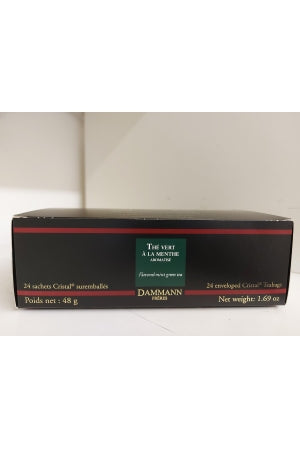 THÉ VERT
À LA MENTHE
AROMATISÉ
Flavoured mint green tea
24 sachets Cristal® suremballés
24 enveloped Cristal® Teabags
Poids net : 48 g
DAMMANN
FRÈRES
Net weight: 1.69 oz